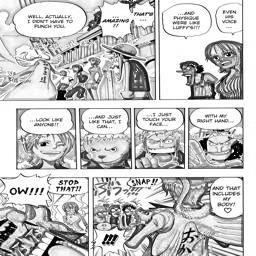 EVEN
HIS
VOICE
...
...AND
PHYSIQUE
WERE LIKE
LUFFY'S!!!
THAT'S
AMAZING
!!
WELL, ACTUALLY,
I DIDN'T
HAVE TO
PUNCH YOU.
WITH MY
RIGHT
HAND...
...I JUST
TOUCH YOUR
FACE...
...AND
JUST LIKE
THAT, I
CAN...
...LOOK LIKE
ANYONE!!
AND THAT
INCLUDES
MY
BODY!
♡
SNAP!!
STOP
THAT!!
OW!!!
!!!